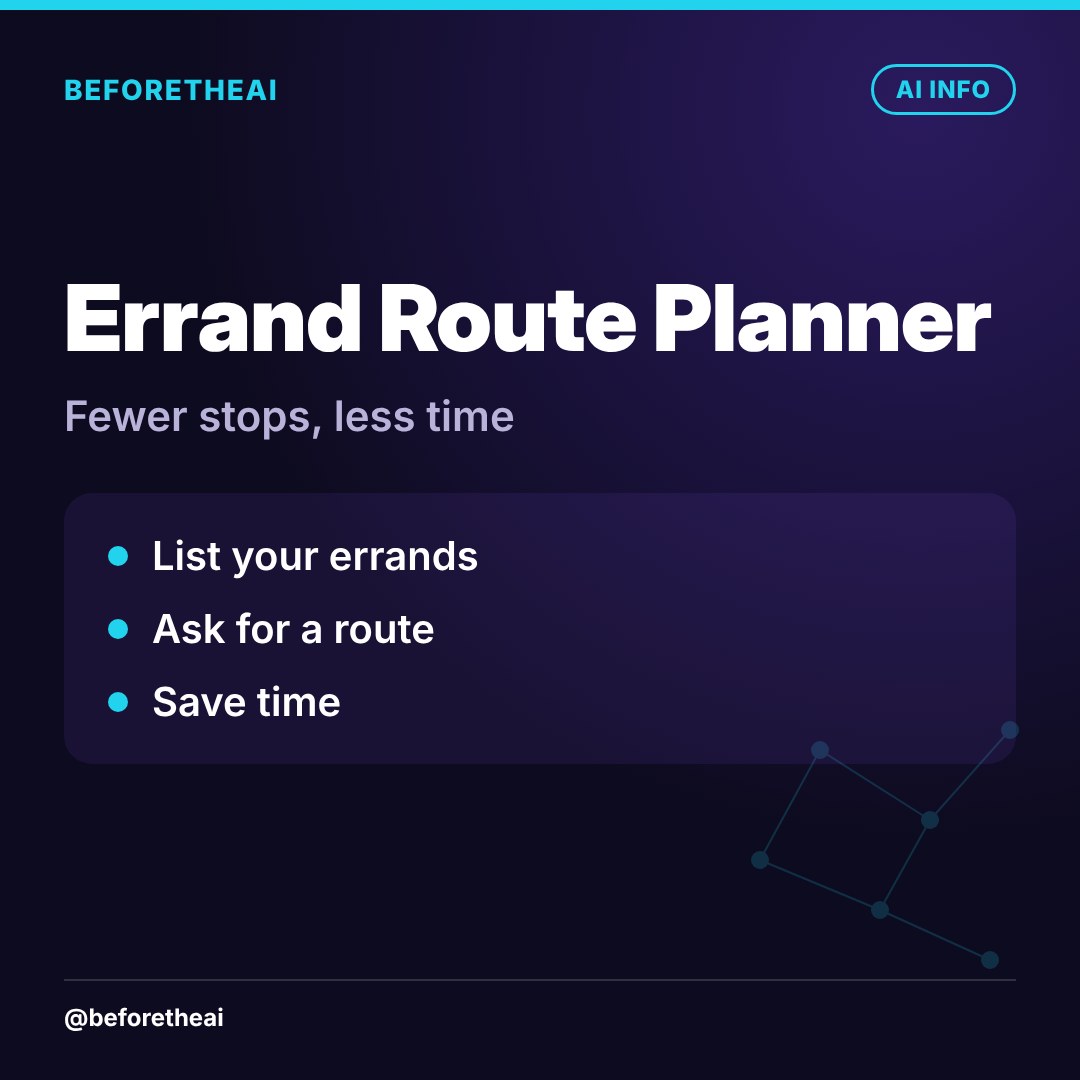 BEFORETHEAI
AI INFO
Errand Route Planner
Fewer stops, less time
List your errands
Ask for a route
Save time
@beforetheai